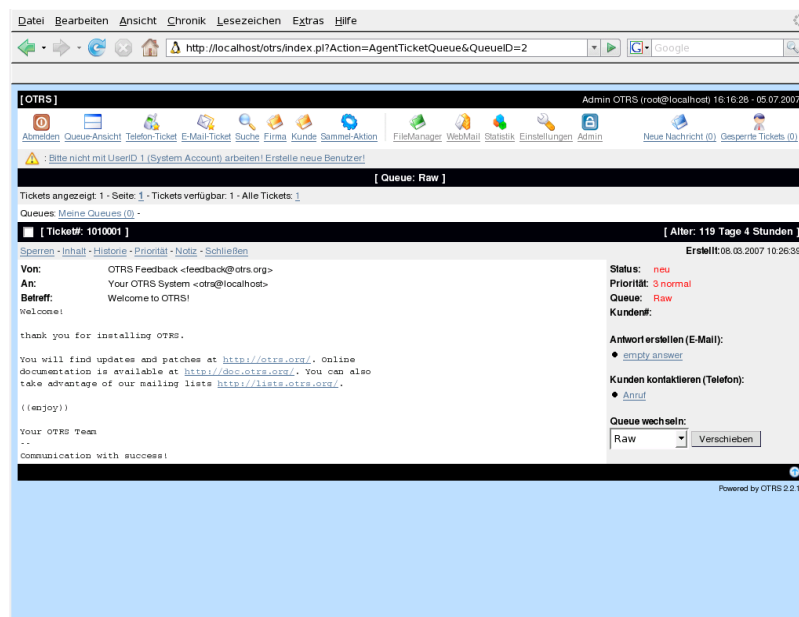 Datei Bearbeiten Ansicht Chronik Lesezeichen Extras Hilfe
http://localhost/otrs/index.pl?Action=AgentTicketQueue&QueueID=2 G Google
[OTRS ] Admin OTRS (root@localhost) 16:16:28 - 05.07.2007
Abmelden Queue-Ansicht Telefon-Ticket E-Mail-Ticket Suche Firma Kunde Sammel-Aktion FileManager WebMail Statistik Einstellungen Admin Neue Nachricht (0) Gesperrte Tickets (0)
: Bitte nicht mit UserID 1 (System Account) arbeiten! Erstelle neue Benutzer!
[ Queue: Raw ]
Tickets angezeigt: 1 - Seite: 1 - Tickets verfügbar: 1 - Alle Tickets: 1
Queues: Meine Queues (0) -
[ Ticket#: 1010001 ] [ Alter: 119 Tage 4 Stunden ]
Sperren - Inhalt - Historie - Priorität - Notiz - Schließen Erstellt:08.03.2007 10:26:39
Von: OTRS Feedback <feedback@otrs.org>
An: Your OTRS System <otrs@localhost>
Betreff: Welcome to OTRS!
Welcome!
thank you for installing OTRS.
You will find updates and patches at http://otrs.org/. Online
documentation is available at http://doc.otrs.org/. You can also
take advantage of our mailing lists http://lists.otrs.org/.
((enjoy))
Your OTRS Team
--
Communication with success!
Status: neu
Priorität: 3 normal
Queue: Raw
Kunden#:
Antwort erstellen (E-Mail):
empty answer
Kunden kontaktieren (Telefon):
Anruf
Queue wechseln:
Raw Verschieben
Powered by OTRS 2.2.1